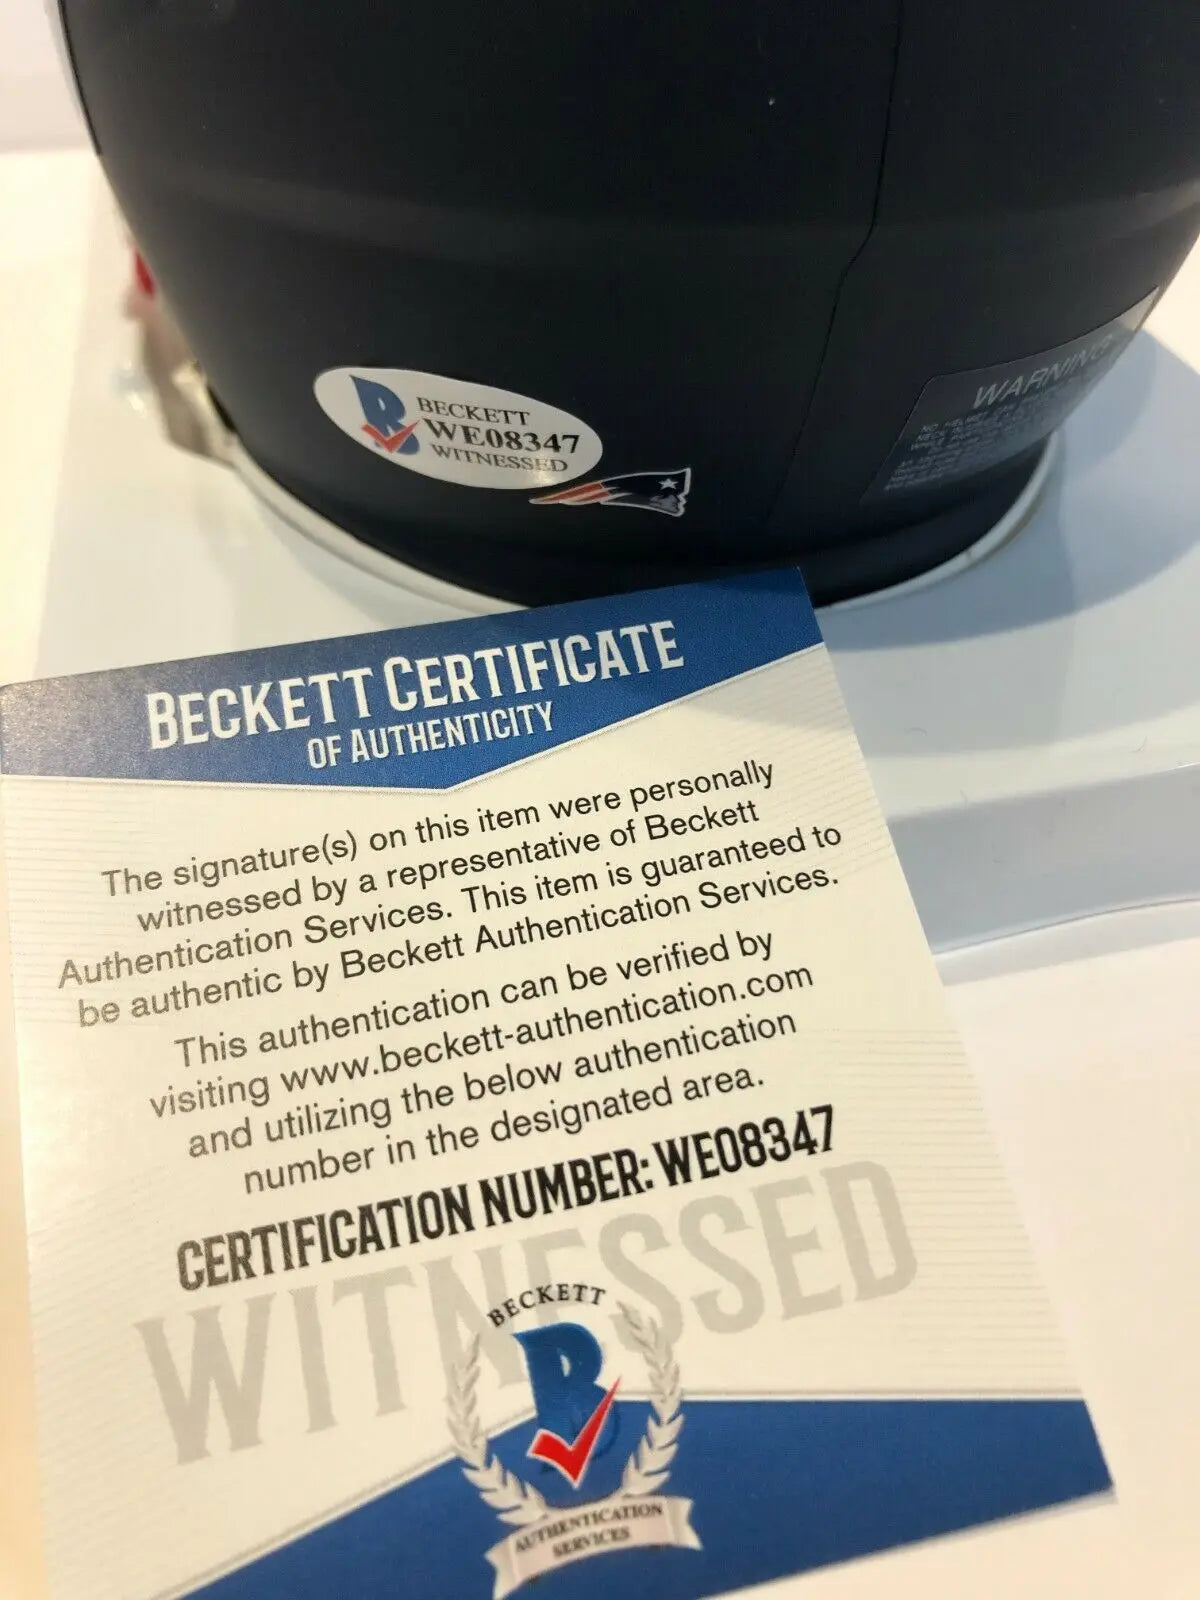 BECKETT
WE08347
WITNESSED
WARNING
BECKETT CERTIFICATE
OF AUTHENTICITY
The signature(s) on this item were personally
witnessed by a representative of Beckett
Authentication Services. This item is guaranteed to
be authentic by Beckett Authentication Services.
This authentication can be verified by
visiting www.beckett-authentication.com
and utilizing the below authentication
number in the designated area.
CERTIFICATION NUMBER: WE08347
WITNESSED
BECKETT
B
AUTHENTICATION
SERVICES